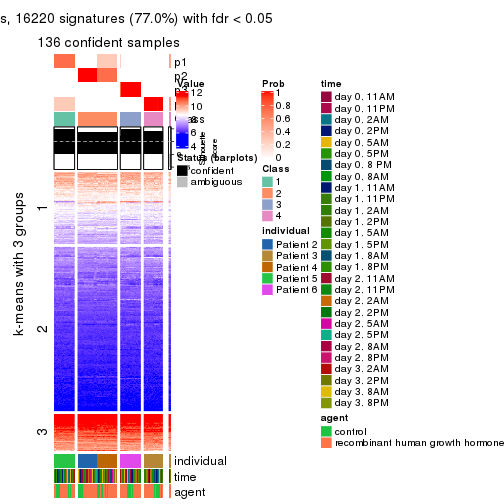 s, 16220 signatures (77.0%) with fdr < 0.05
136 confident samples
p1
p2
Value
12
10
6
4
Silhouette
score
Status (barplots)
confident
ambiguous
k-means with 3 groups
1
2
3
individual
time
agent
Prob
1
0.8
0.6
0.4
0.2
0
Class
1
2
3
4
individual
Patient 2
Patient 3
Patient 4
Patient 5
Patient 6
time
day 0. 11AM
day 0. 11PM
day 0. 2AM
day 0. 2PM
day 0. 5AM
day 0. 5PM
day 0. 8 PM
day 0. 8AM
day 1. 11AM
day 1. 11PM
day 1. 2AM
day 1. 2PM
day 1. 5AM
day 1. 5PM
day 1. 8AM
day 1. 8PM
day 2. 11AM
day 2. 11PM
day 2. 2AM
day 2. 2PM
day 2. 5AM
day 2. 5PM
day 2. 8AM
day 2. 8PM
day 3. 2AM
day 3. 2PM
day 3. 8AM
day 3. 8PM
agent
control
recombinant human growth hormone